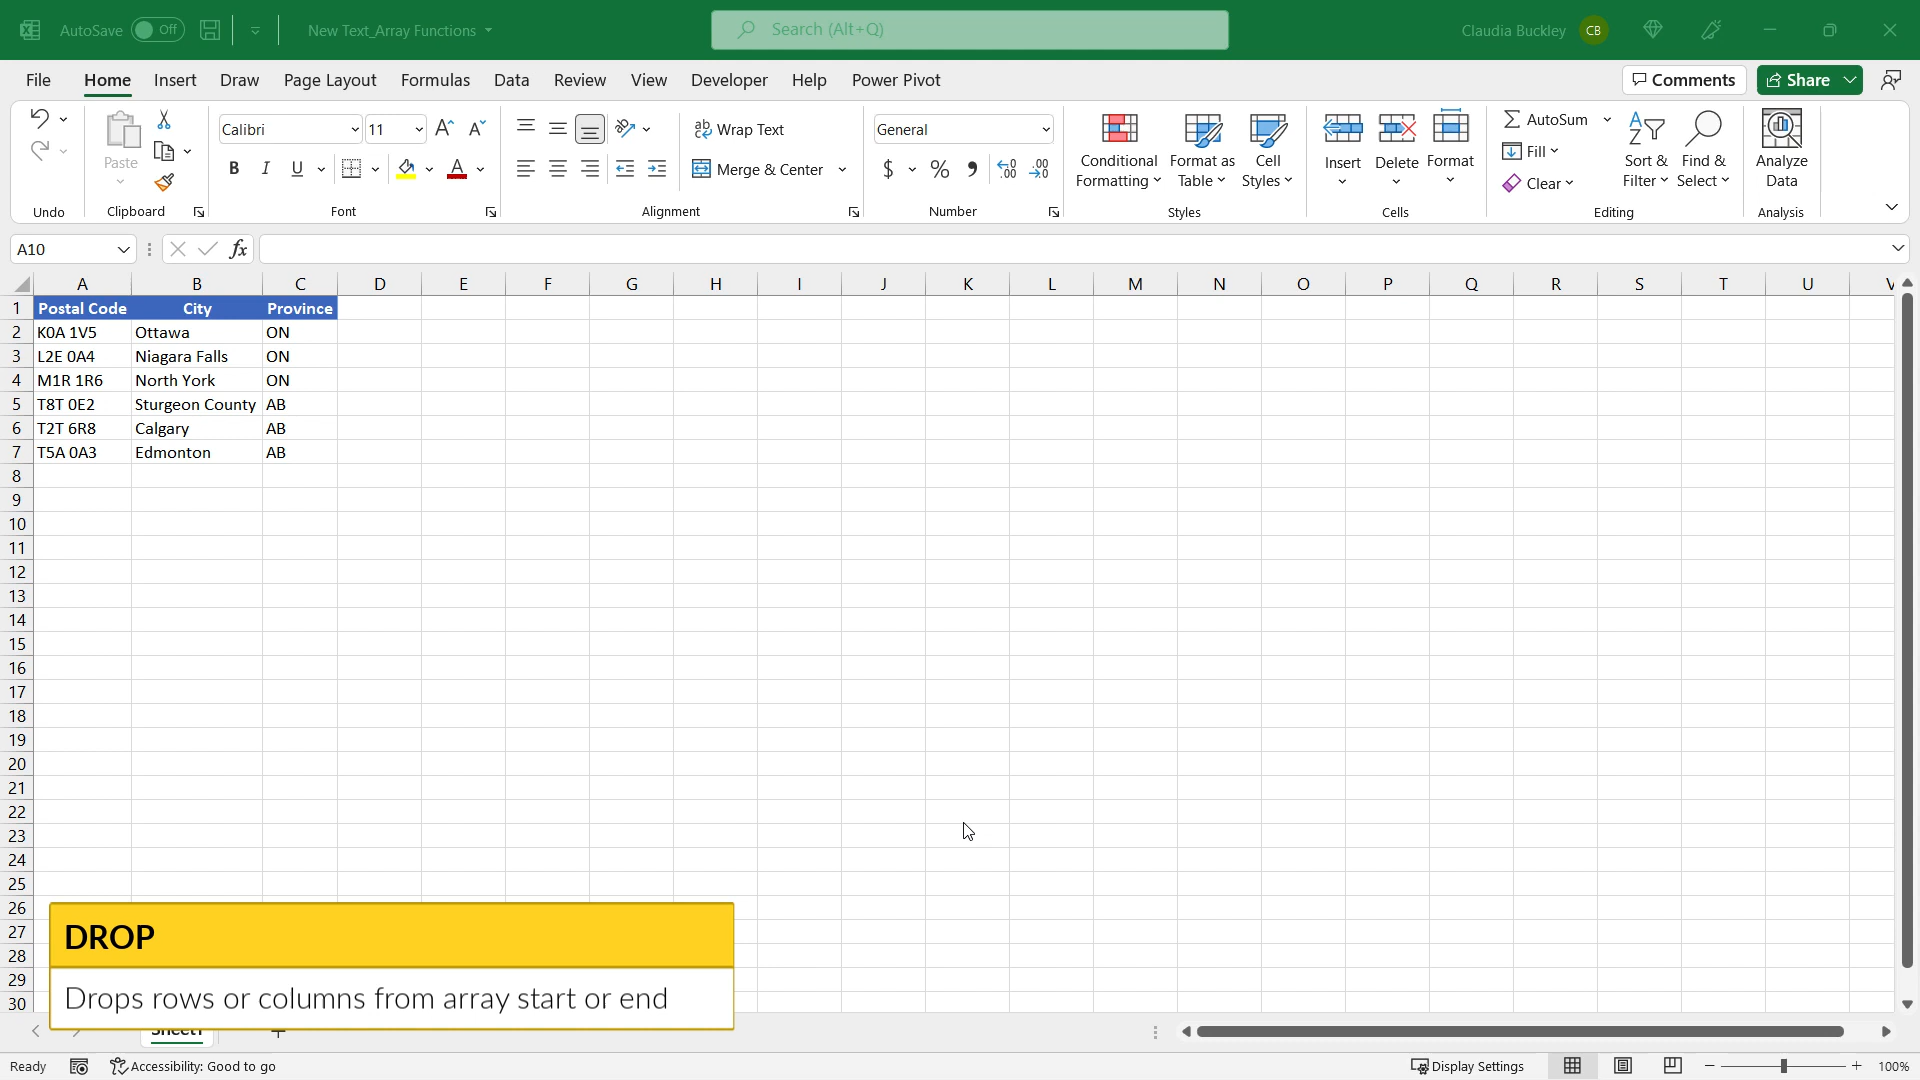 AutoSave Off New Text_Array Functions Search (Alt+Q) Claudia Buckley CB
File Home Insert Draw Page Layout Formulas Data Review View Developer Help Power Pivot Comments Share
Calibri 11 Wrap Text General AutoSum
Paste B I U Merge & Center $ % Conditional Formatting Format as Table Cell Styles Insert Delete Format Fill Sort & Filter Find & Select Analyze Data
Clear
Undo Clipboard Font Alignment Number Styles Cells Editing Analysis
A10 fx
A B C D E F G H I J K L M N O P Q R S T U V
1 Postal Code City Province
2 K0A 1V5 Ottawa ON
3 L2E 0A4 Niagara Falls ON
4 M1R 1R6 North York ON
5 T8T 0E2 Sturgeon County AB
6 T2T 6R8 Calgary AB
7 T5A 0A3 Edmonton AB
8
9
10
11
12
13
14
15
16
17
18
19
20
21
22
23
24
25
26
27
28
29
30
DROP
Drops rows or columns from array start or end
Sheet1
Ready Accessibility: Good to go Display Settings 100%